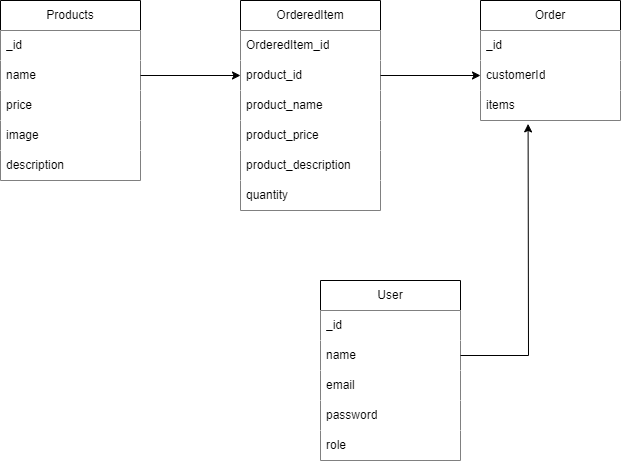 Products
_id
name
price
image
description
OrderedItem
OrderedItem_id
product_id
product_name
product_price
product_description
quantity
Order
_id
customerId
items
User
_id
name
email
password
role